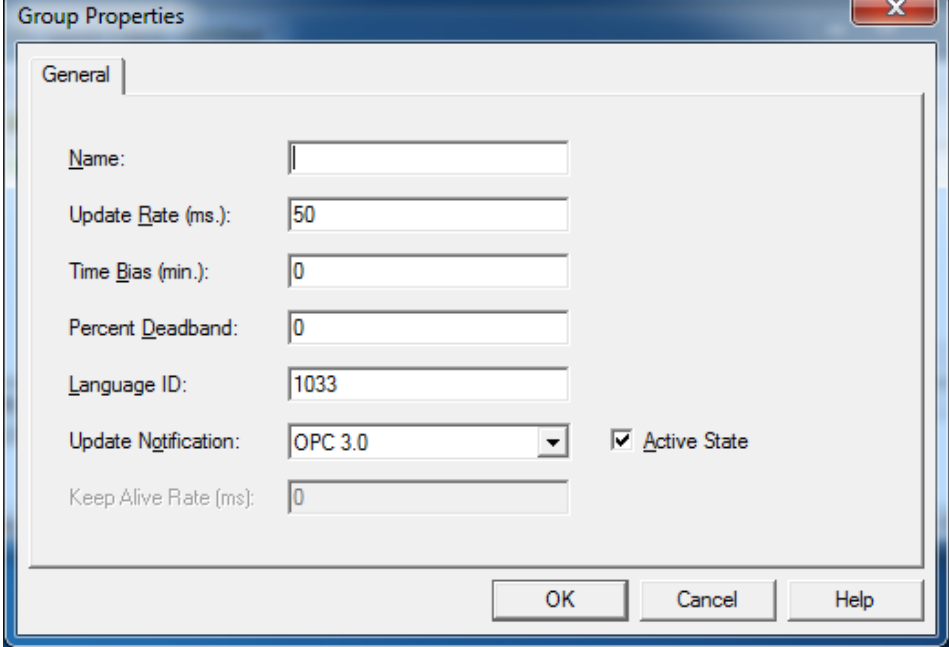 Group Properties
General
Name:
Update Rate (ms.): 50
Time Bias (min.): 0
Percent Deadband: 0
Language ID: 1033
Update Notification: OPC 3.0 Active State
Keep Alive Rate (ms): 0
OK Cancel Help